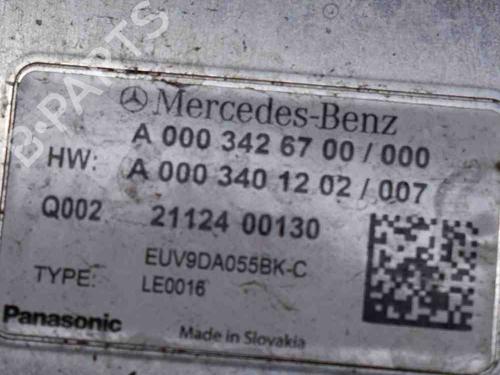 B-PARTS
Mercedes-Benz
A 000 342 67 00 / 000
HW: A 000 340 12 02 / 007
Q002 21124 00130
EUV9DA055BK-C
TYPE: LE0016
Panasonic
Made in Slovakia